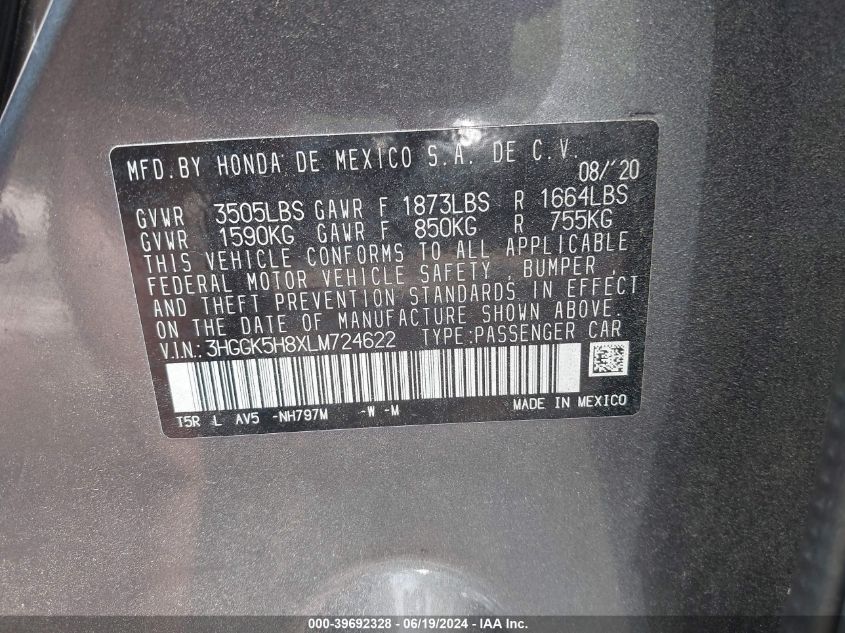 MFD.BY HONDA DE MEXICO S.A. DE C.V. 08/'20
GVWR 3505LBS GAWR F 1873LBS R 1664LBS
GVWR 1590KG GAWR F 850KG R 755KG
THIS VEHICLE CONFORMS TO ALL APPLICABLE
FEDERAL MOTOR VEHICLE SAFETY , BUMPER ,
AND THEFT PREVENTION STANDARDS IN EFFECT
ON THE DATE OF MANUFACTURE SHOWN ABOVE.
V.I.N.: 3HGGK5H8XLM724622 TYPE:PASSENGER CAR
T5R L AV5 -NH797M -W -M MADE IN MEXICO
000-39692328 - 06/19/2024 - IAAI.com